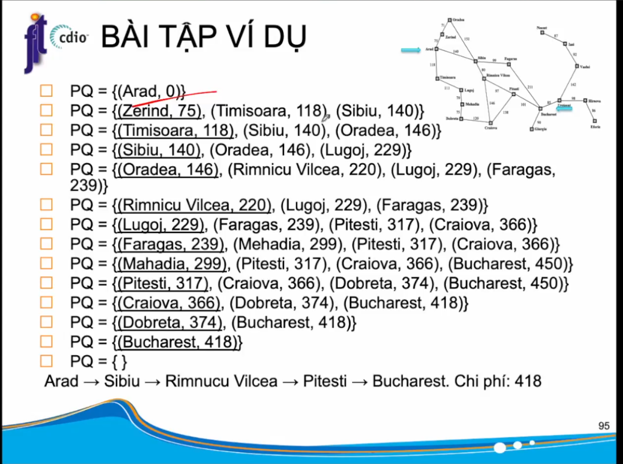 jit
cdio
BÀI TẬP VÍ DỤ
PQ = {(Arad, 0)}
PQ = {(Zerind, 75), (Timisoara, 118), (Sibiu, 140)}
PQ = {(Timisoara, 118), (Sibiu, 140), (Oradea, 146)}
PQ = {(Sibiu, 140), (Oradea, 146), (Lugoj, 229)}
PQ = {(Oradea, 146), (Rimnicu Vilcea, 220), (Lugoj, 229), (Faragas,
239)}
PQ = {(Rimnicu Vilcea, 220), (Lugoj, 229), (Faragas, 239)}
PQ = {(Lugoj, 229), (Faragas, 239), (Pitesti, 317), (Craiova, 366)}
PQ = {(Faragas, 239), (Mehadia, 299), (Pitesti, 317), (Craiova, 366)}
PQ = {(Mahadia, 299), (Pitesti, 317), (Craiova, 366), (Bucharest, 450)}
PQ = {(Pitesti, 317), (Craiova, 366), (Dobreta, 374), (Bucharest, 450)}
PQ = {(Craiova, 366), (Dobreta, 374), (Bucharest, 418)}
PQ = {(Dobreta, 374), (Bucharest, 418)}
PQ = {(Bucharest, 418)}
PQ = { }
Arad → Sibiu → Rimnucu Vilcea → Pitesti → Bucharest. Chi phí: 418
95